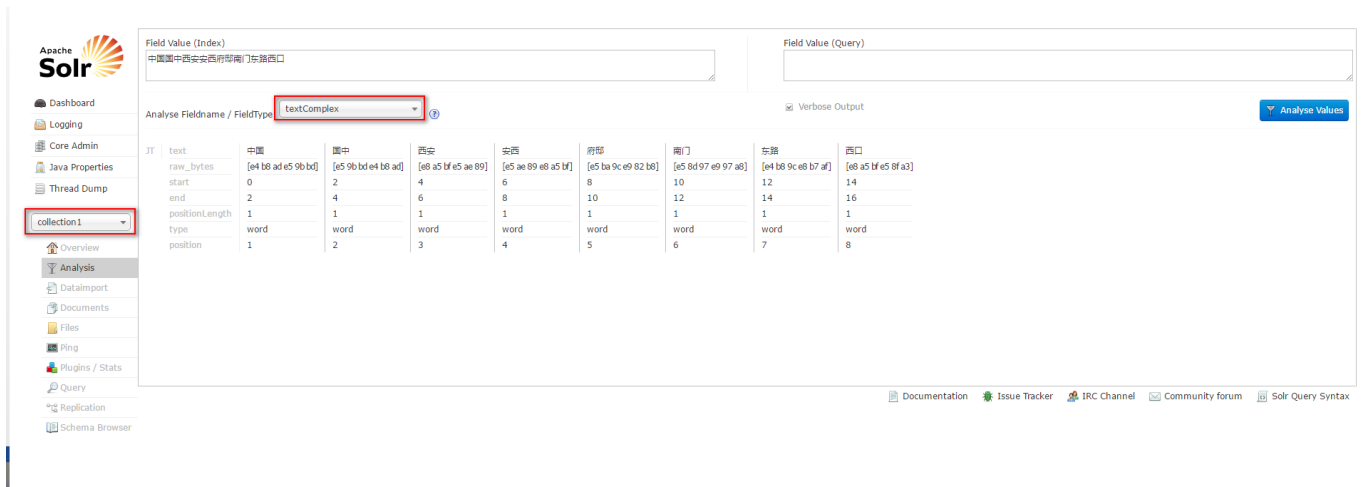 Apache
Solr
Dashboard
Logging
Core Admin
Java Properties
Thread Dump
collection1
Overview
Analysis
Dataimport
Documents
Files
Ping
Plugins / Stats
Query
Replication
Schema Browser
Field Value (Index)
中国国中西安安西府邸南门东路西口
Field Value (Query)
Analyse Fieldname / FieldType textComplex ?
Verbose Output
Analyse Values
JT text 中国 国中 西安 安西 府邸 南门 东路 西口
raw_bytes [e4 b8 ad e5 9b bd] [e5 9b bd e4 b8 ad] [e8 a5 bf e5 ae 89] [e5 ae 89 e8 a5 bf] [e5 ba 9c e9 82 b8] [e5 8d 97 e9 97 a8] [e4 b8 9c e8 b7 af] [e8 a5 bf e5 8f a3]
start 0 2 4 6 8 10 12 14
end 2 4 6 8 10 12 14 16
positionLength 1 1 1 1 1 1 1 1
type word word word word word word word word
position 1 2 3 4 5 6 7 8
Documentation Issue Tracker IRC Channel Community forum Solr Query Syntax